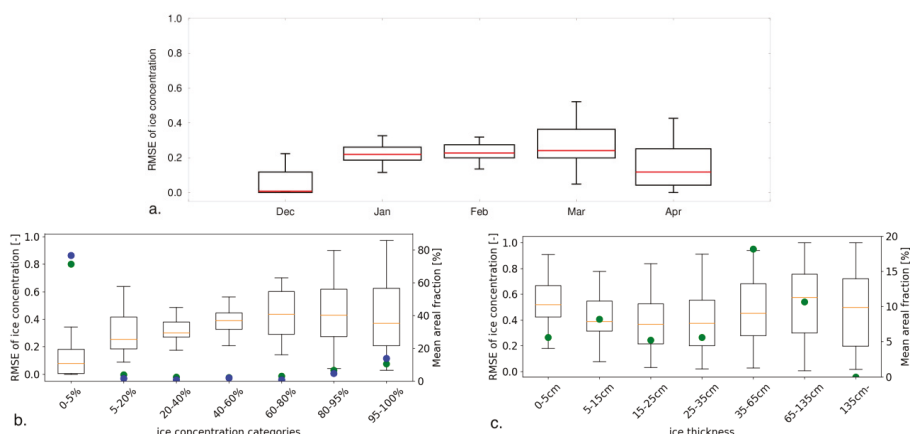 1.0
0.8
0.6
0.4
0.2
0.0
RMSE of ice concentration
Dec Jan Feb Mar Apr
a.
RMSE of ice concentration [-]
1.0
0.8
0.6
0.4
0.2
0.0
80
60
40
20
0
Mean areal fraction [%]
0-5% 5-20% 20-40% 40-60% 60-80% 80-95% 95-100%
b.
ice concentration categories
RMSE of ice concentration [-]
1.0
0.8
0.6
0.4
0.2
0.0
20
15
10
5
0
Mean areal fraction [%]
0-5cm 5-15cm 15-25cm 25-35cm 35-65cm 65-135cm 135cm-
c.
ice thickness